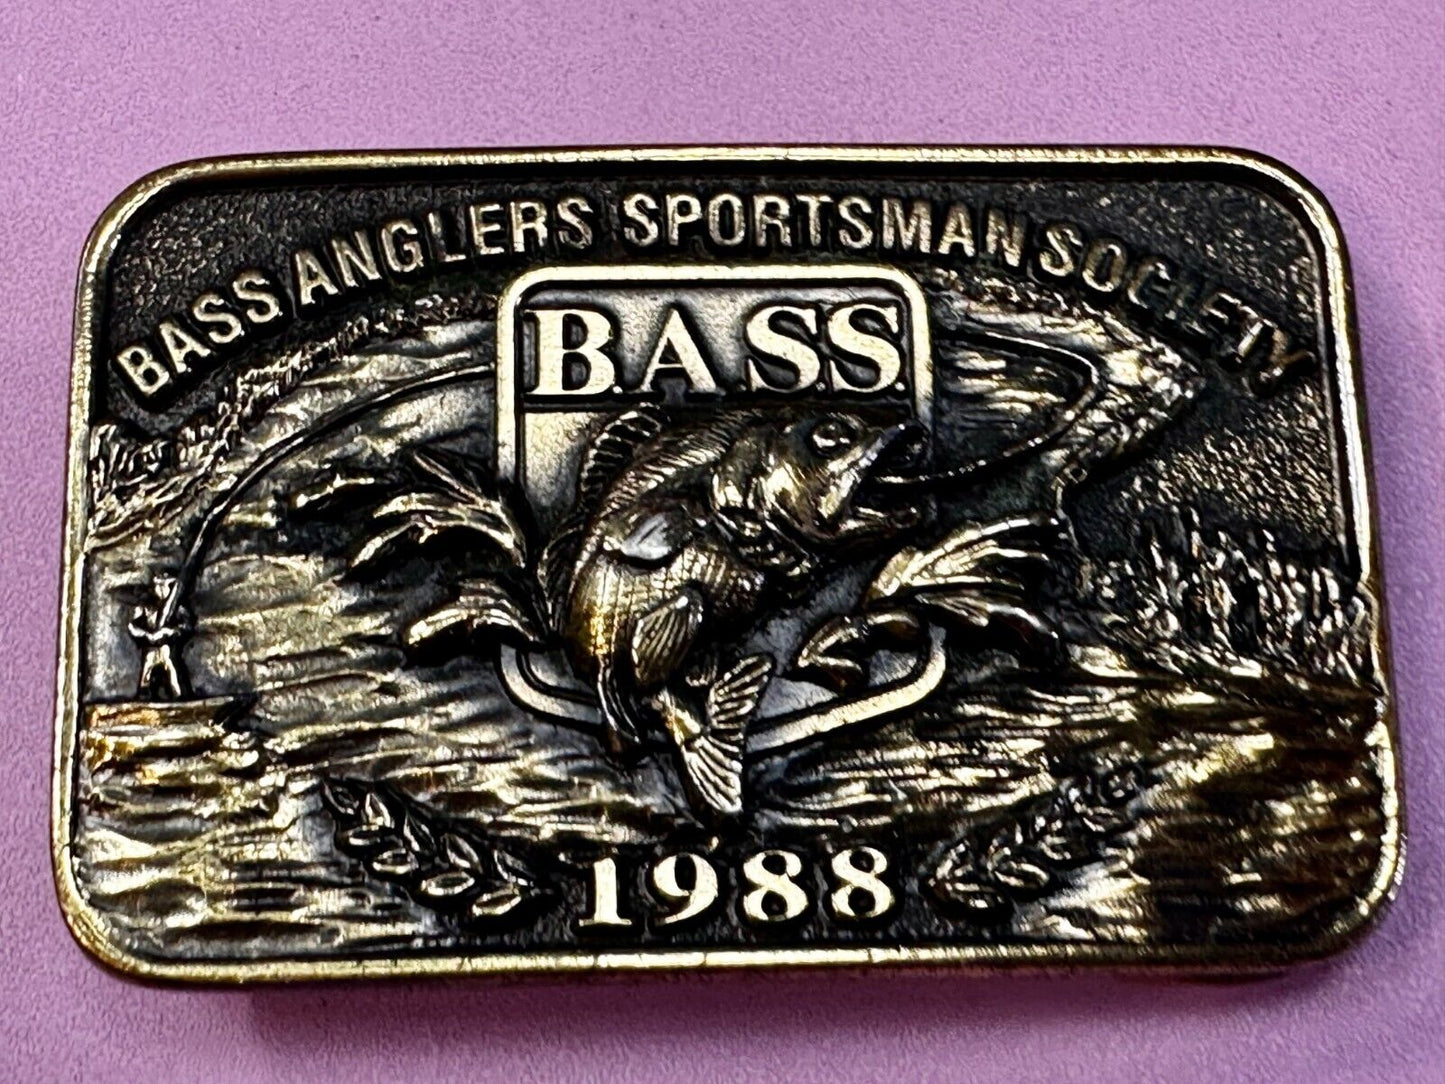 BASS ANGLERS SPORTSMAN SOCIETY
B.A.S.S.
1988